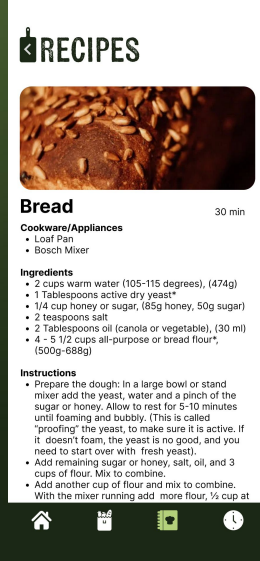 RECIPES
Bread
30 min
Cookware/Appliances
• Loaf Pan
• Bosch Mixer
Ingredients
• 2 cups warm water (105-115 degrees), (474g)
• 1 Tablespoons active dry yeast*
• 1/4 cup honey or sugar, (85g honey, 50g sugar)
• 2 teaspoons salt
• 2 Tablespoons oil (canola or vegetable), (30 ml)
• 4 - 5 1/2 cups all-purpose or bread flour*,
(500g-688g)
Instructions
• Prepare the dough: In a large bowl or stand
mixer add the yeast, water and a pinch of the
sugar or honey. Allow to rest for 5-10 minutes
until foaming and bubbly. (This is called
“proofing” the yeast, to make sure it is active. If
it doesn’t foam, the yeast is no good, and you
need to start over with fresh yeast).
• Add remaining sugar or honey, salt, oil, and 3
cups of flour. Mix to combine.
• Add another cup of flour and mix to combine.
With the mixer running add more flour, ½ cup at